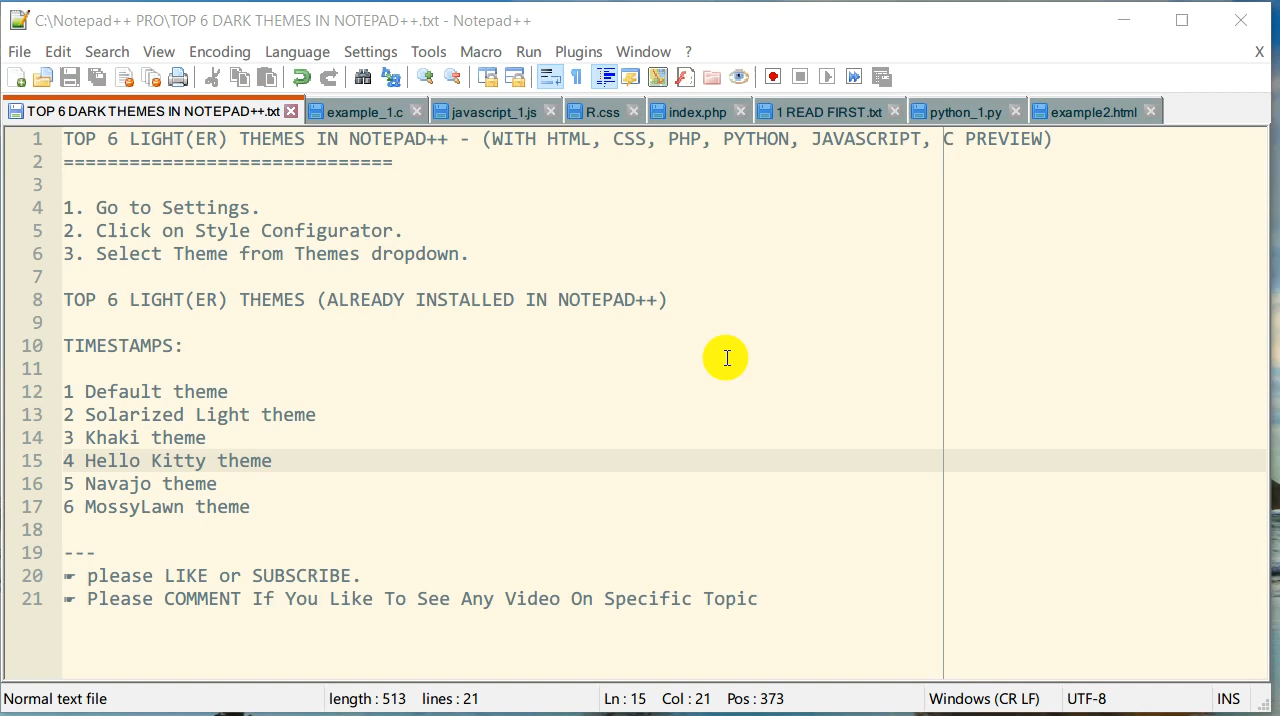 C:\Notepad++ PRO\TOP 6 DARK THEMES IN NOTEPAD++.txt - Notepad++
File Edit Search View Encoding Language Settings Tools Macro Run Plugins Window ? X
TOP 6 DARK THEMES IN NOTEPAD++.txt example_1.c javascript_1.js R.css index.php 1 READ FIRST.txt python_1.py example2.html
1 TOP 6 LIGHT(ER) THEMES IN NOTEPAD++ - (WITH HTML, CSS, PHP, PYTHON, JAVASCRIPT, C PREVIEW)
2 ==============================
3
4 1. Go to Settings.
5 2. Click on Style Configurator.
6 3. Select Theme from Themes dropdown.
7
8 TOP 6 LIGHT(ER) THEMES (ALREADY INSTALLED IN NOTEPAD++)
9
10 TIMESTAMPS:
11
12 1 Default theme
13 2 Solarized Light theme
14 3 Khaki theme
15 4 Hello Kitty theme
16 5 Navajo theme
17 6 MossyLawn theme
18
19 ---
20 ☛ please LIKE or SUBSCRIBE.
21 ☛ Please COMMENT If You Like To See Any Video On Specific Topic
Normal text file length : 513 lines : 21 Ln : 15 Col : 21 Pos : 373 Windows (CR LF) UTF-8 INS